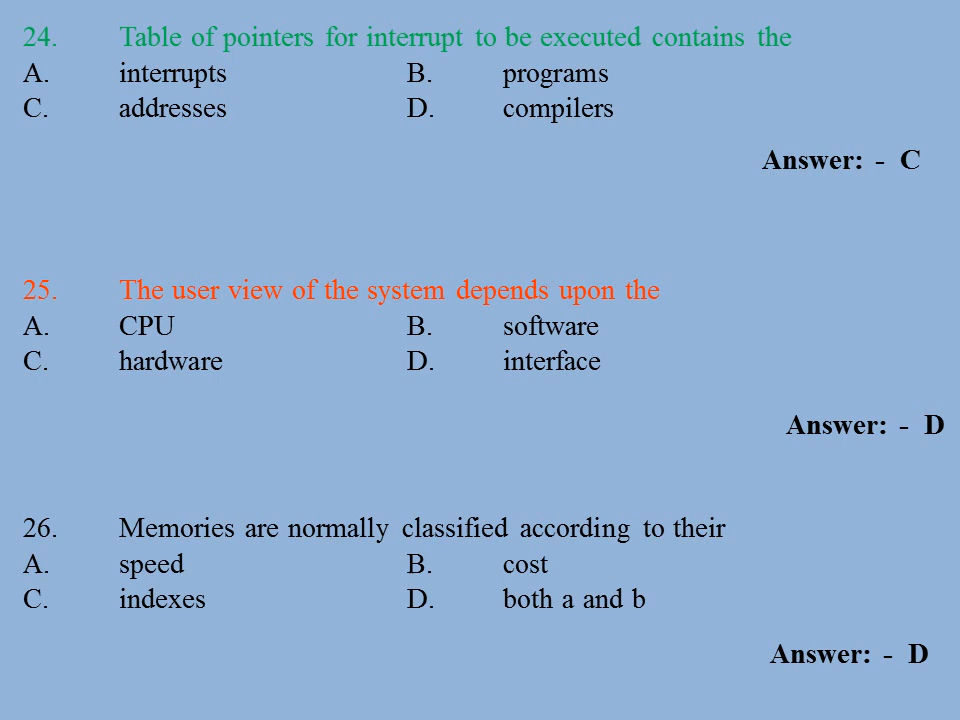 24. Table of pointers for interrupt to be executed contains the
A. interrupts B. programs
C. addresses D. compilers
Answer: - C
25. The user view of the system depends upon the
A. CPU B. software
C. hardware D. interface
Answer: - D
26. Memories are normally classified according to their
A. speed B. cost
C. indexes D. both a and b
Answer: - D